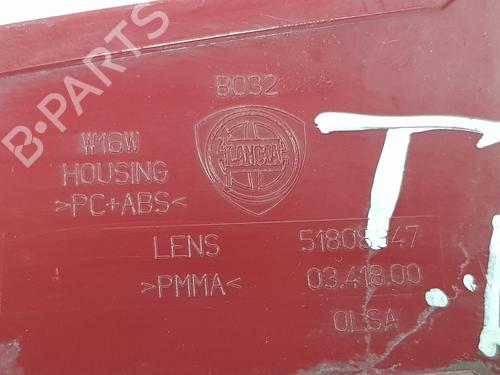 B-PARTS
B032
W16W
HOUSING
>PC+ABS<
LANCIA
LENS
>PMMA<
03.418.00
OLSA